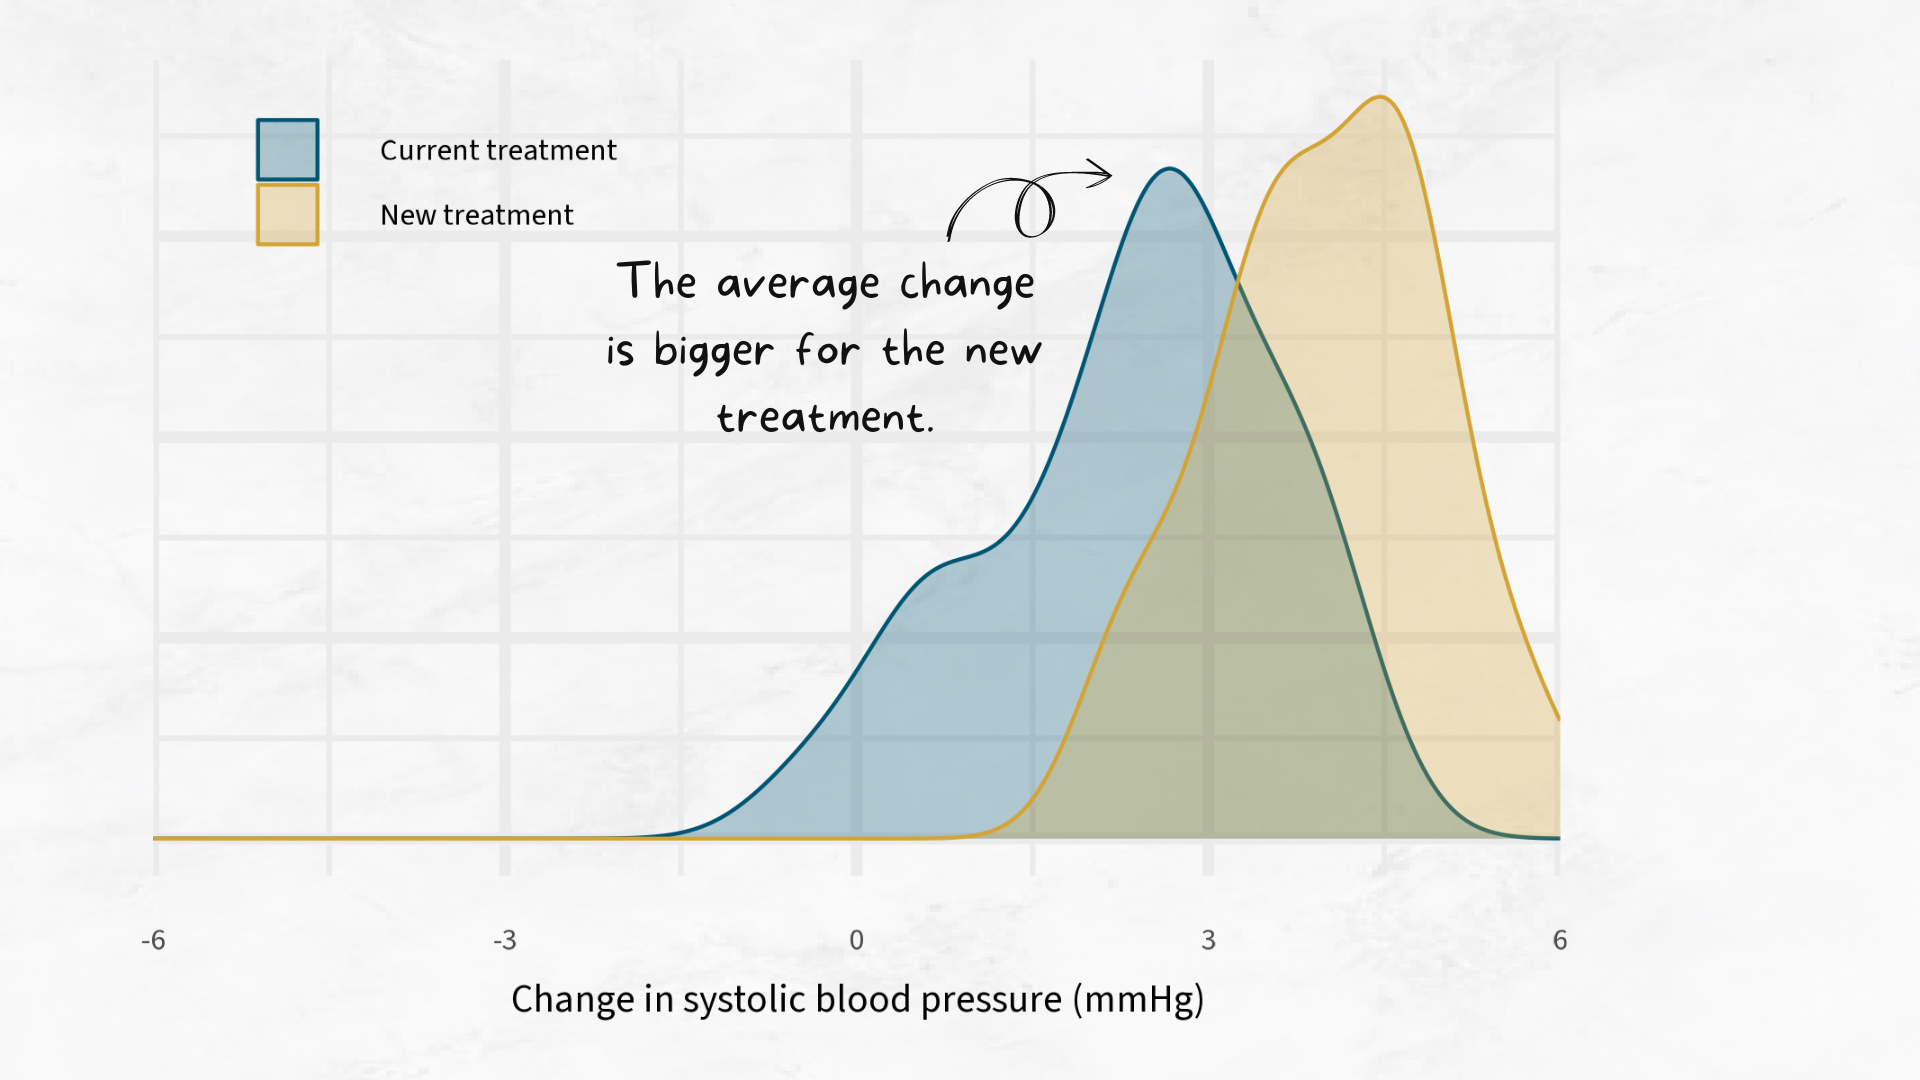 Current treatment
New treatment
The average change
is bigger for the new
treatment.
-6 -3 0 3 6
Change in systolic blood pressure (mmHg)